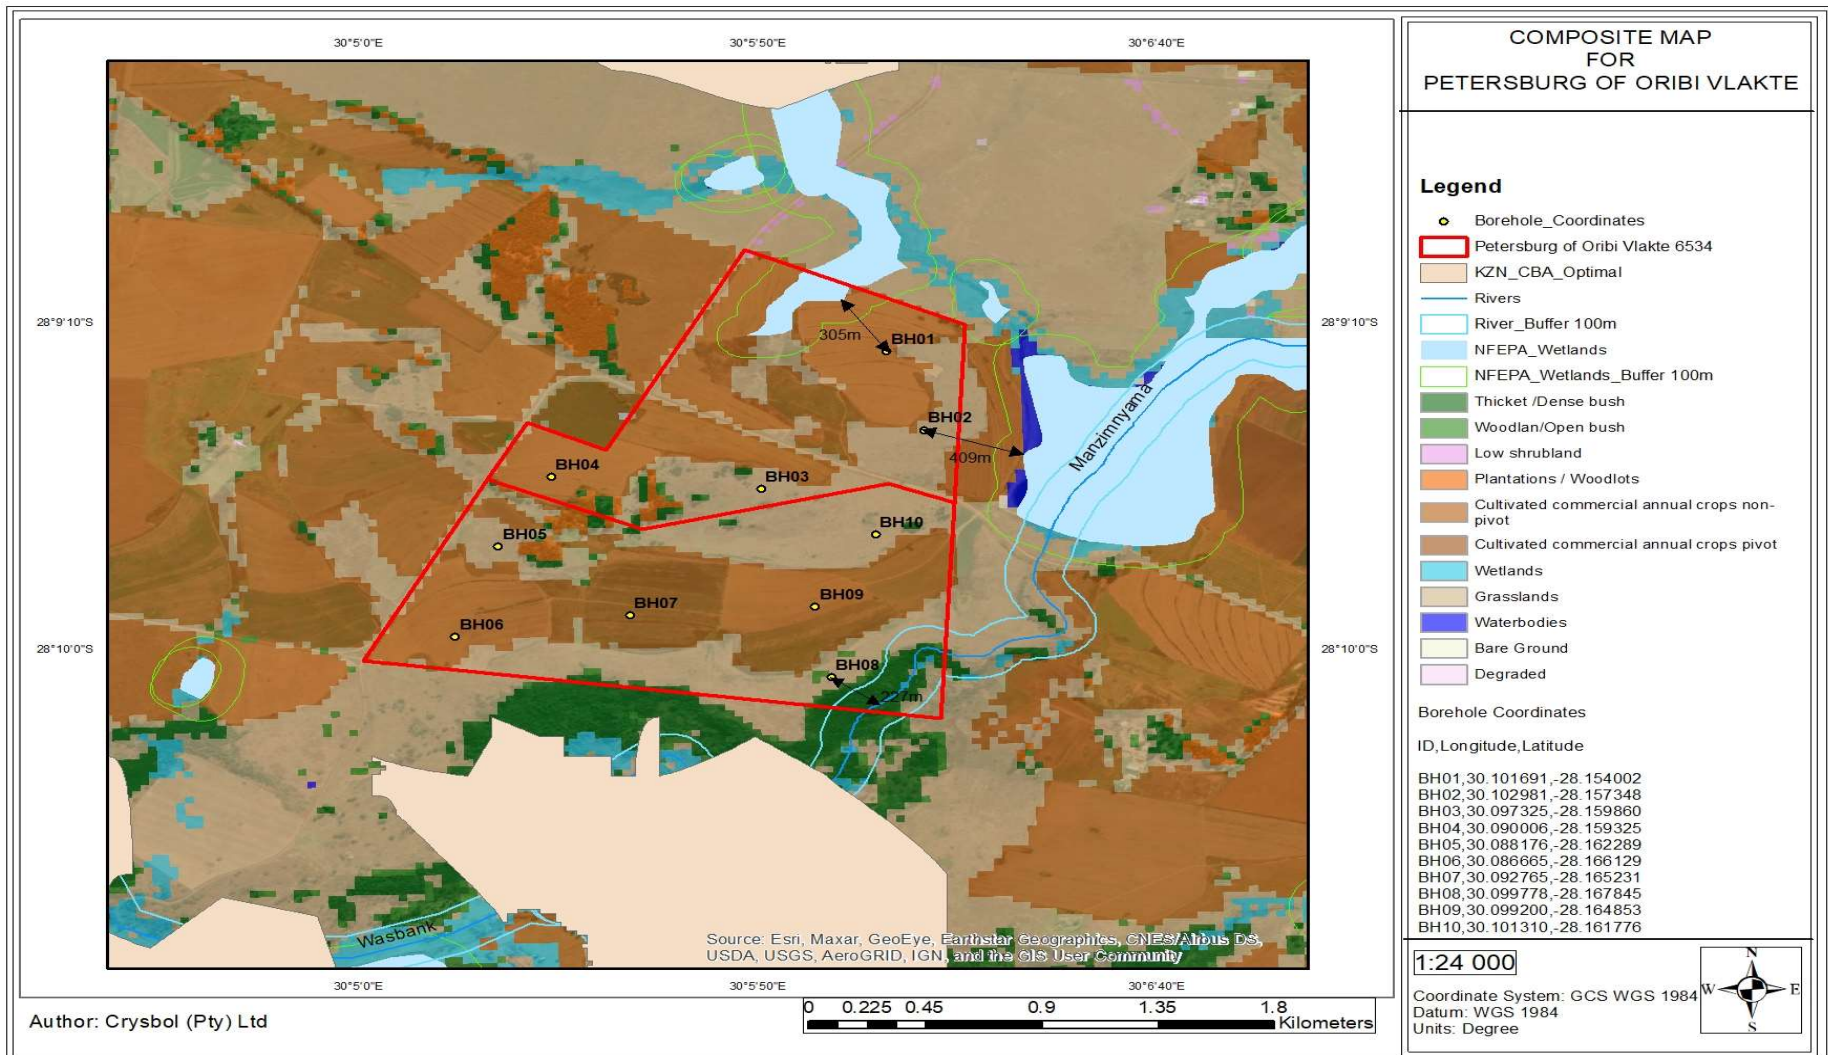 COMPOSITE MAP
FOR
PETERSBURG OF ORIBI VLAKTE
30°5'0"E
30°5'50"E
30°6'40"E
28°9'10"S
28°9'10"S
28°10'0"S
28°10'0"S
305m
BH01
BH02
409m
Manzimnyama
BH04
BH03
BH10
BH05
BH09
BH07
BH06
BH08
227m
Wasbank
Source: Esri, Maxar, GeoEye, Earthstar Geographics, CNES/Airbus DS,
USDA, USGS, AeroGRID, IGN, and the GIS User Community
30°5'0"E
30°5'50"E
30°6'40"E
Legend
Borehole_Coordinates
Petersburg of Oribi Vlakte 6534
KZN_CBA_Optimal
Rivers
River_Buffer 100m
NFEPA_Wetlands
NFEPA_Wetlands_Buffer 100m
Thicket /Dense bush
Woodlan/Open bush
Low shrubland
Plantations / Woodlots
Cultivated commercial annual crops non-
pivot
Cultivated commercial annual crops pivot
Wetlands
Grasslands
Waterbodies
Bare Ground
Degraded
Borehole Coordinates
ID,Longitude,Latitude
BH01,30.101691,-28.154002
BH02,30.102981,-28.157348
BH03,30.097325,-28.159860
BH04,30.090006,-28.159325
BH05,30.088176,-28.162289
BH06,30.086665,-28.166129
BH07,30.092765,-28.165231
BH08,30.099778,-28.167845
BH09,30.099200,-28.164853
BH10,30.101310,-28.161776
1:24 000
Coordinate System: GCS WGS 1984
Datum: WGS 1984
Units: Degree
N
W E
S
Author: Crysbol (Pty) Ltd
0 0.225 0.45 0.9 1.35 1.8
Kilometers